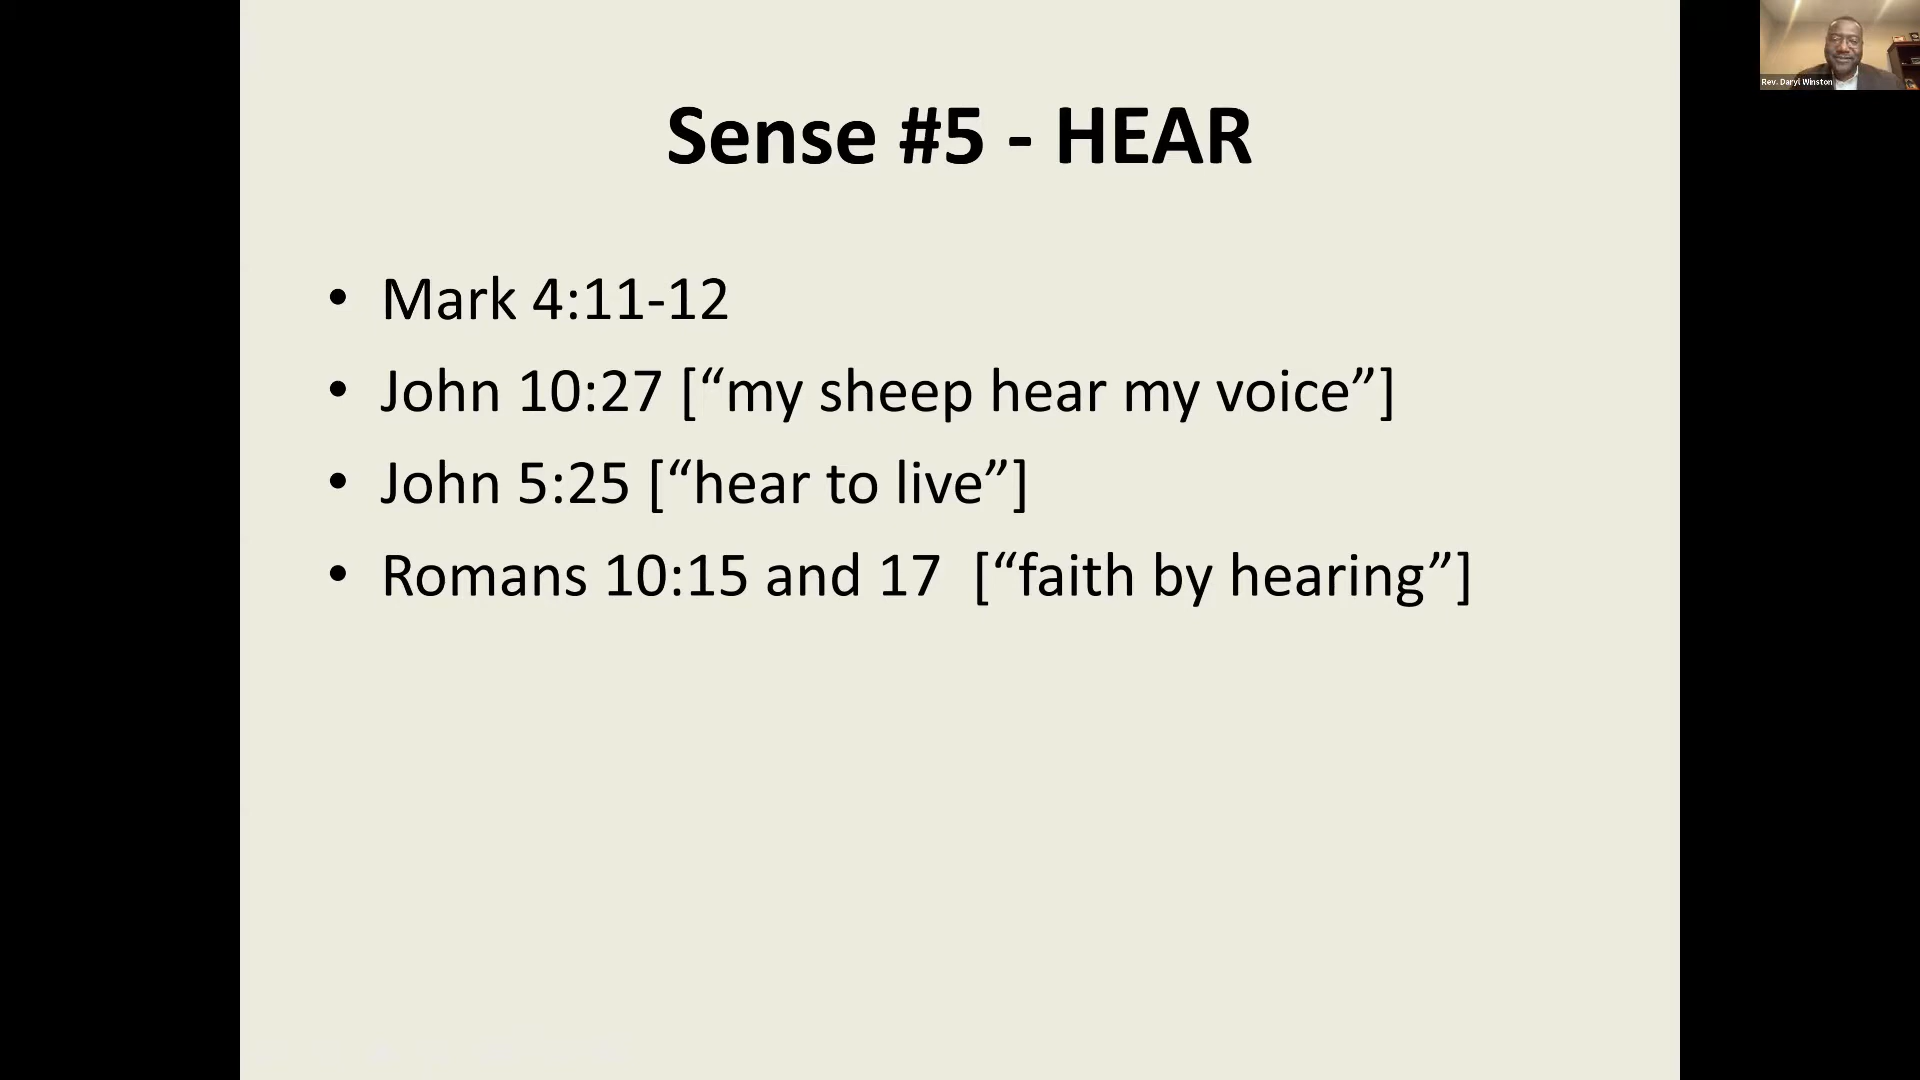 Sense #5 - HEAR
• Mark 4:11-12
• John 10:27 [“my sheep hear my voice”]
• John 5:25 [“hear to live”]
• Romans 10:15 and 17  [“faith by hearing”]
Rev. Daryl Winston